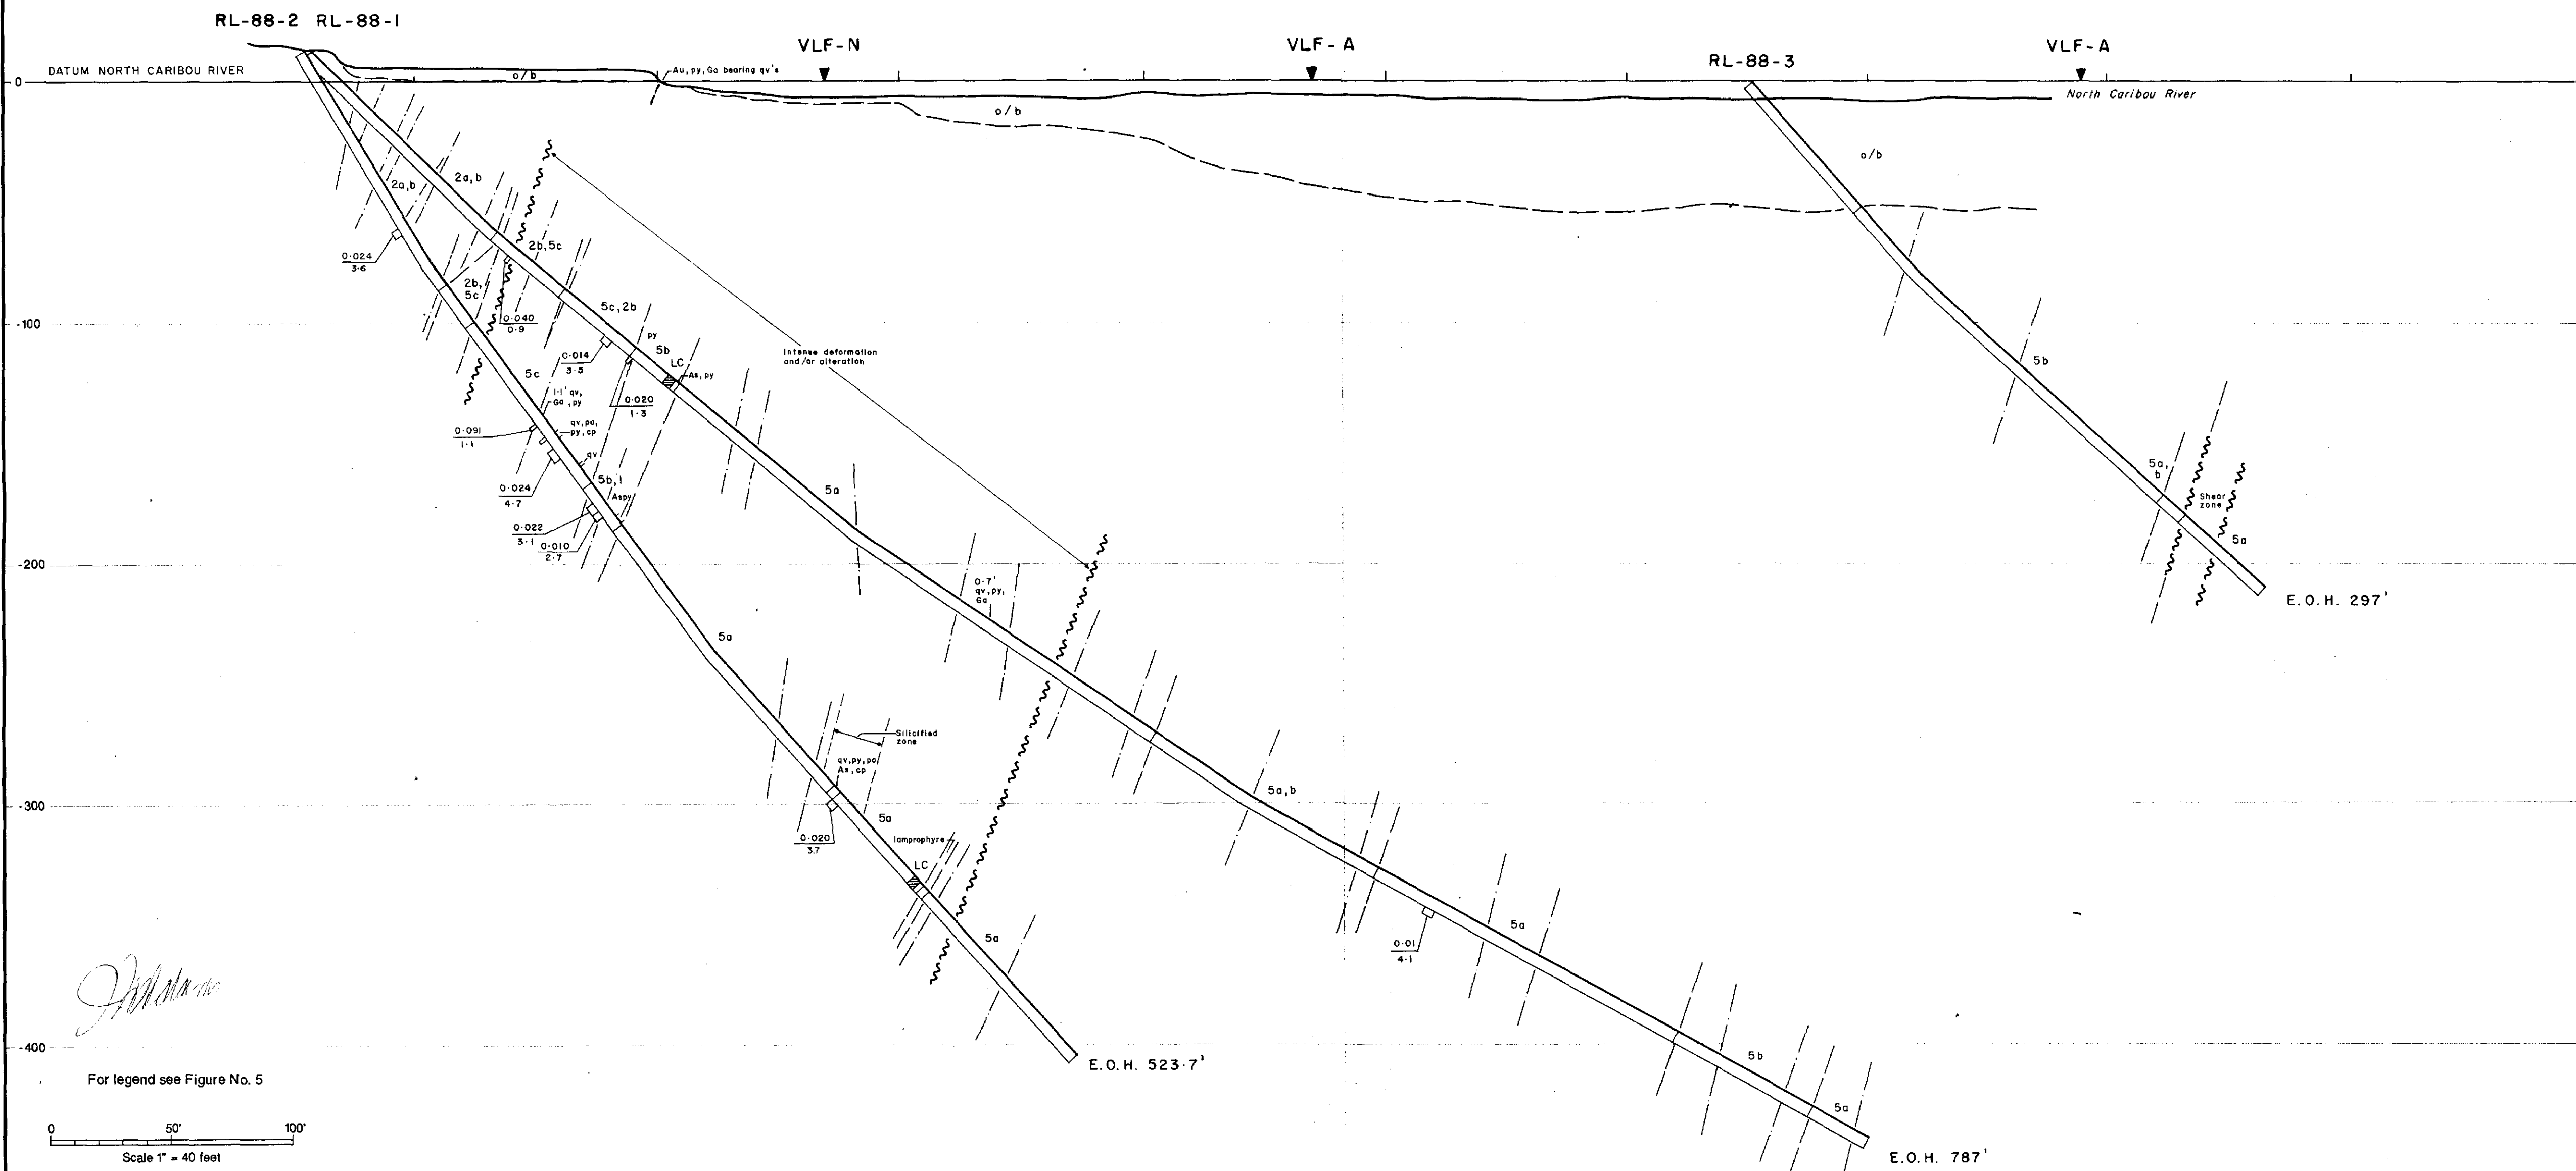 RL-88-2 RL-88-1
VLF-N
VLF-A
RL-88-3
VLF-A
0
DATUM NORTH CARIBOU RIVER
o/b
Au, py, Ga bearing qv's
North Caribou River
o/b
o/b
2a,b
2a,b
0.024
3.6
2b,5c
2b,
5c
0.040
0.9
5c,2b
-100
py
5b
LC
As, py
0.014
3.5
0.020
1.3
Intense deformation
and/or alteration
5b
5c
1.1' qv,
Ga, py
0.091
1.1
qv, po,
py, cp
qv
0.024
4.7
5b,1
Aspy
0.022
3.1
0.010
2.7
5a
5a,
b
Shear
zone
5a
-200
0.7'
qv, py,
Ga
E.O.H. 297'
5a
Silicified
zone
qv, py, po
As, cp
-300
5a,b
0.020
3.7
5a
lamprophyre
LC
5a
0.01
4.1
5a
-400
5b
E.O.H. 523.7'
For legend see Figure No. 5
5a
0 50' 100'
Scale 1" = 40 feet
E.O.H. 787'